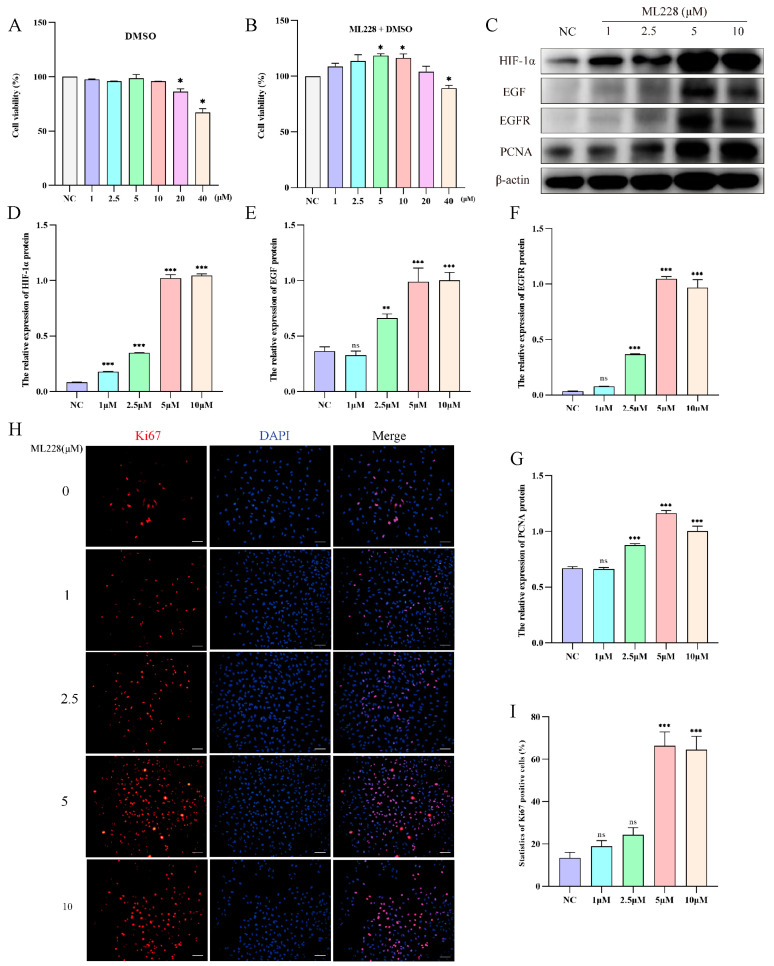 A
DMSO
Cell viability (%)
150
100
50
0
*
*
NC 1 2.5 5 10 20 40 (μM)
B
ML228 + DMSO
Cell viability (%)
150
100
50
0
* *
*
NC 1 2.5 5 10 20 40 (μM)
C
ML228 (μM)
NC 1 2.5 5 10
HIF-1α
EGF
EGFR
PCNA
β-actin
D
The relative expression of HIF-1α protein
1.5
1.0
0.5
0.0
*** *** *** ***
NC 1μM 2.5μM 5μM 10μM
E
The relative expression of EGF protein
1.5
1.0
0.5
0.0
ns ** *** ***
NC 1μM 2.5μM 5μM 10μM
F
The relative expression of EGFR protein
1.5
1.0
0.5
0.0
ns *** *** ***
NC 1μM 2.5μM 5μM 10μM
H
Ki67 DAPI Merge
ML228(μM)
0
1
2.5
5
10
G
The relative expression of PCNA protein
1.5
1.0
0.5
0.0
ns *** *** ***
NC 1μM 2.5μM 5μM 10μM
I
Statistics of Ki67 positive cells (%)
80
60
40
20
0
ns ns *** ***
NC 1μM 2.5μM 5μM 10μM